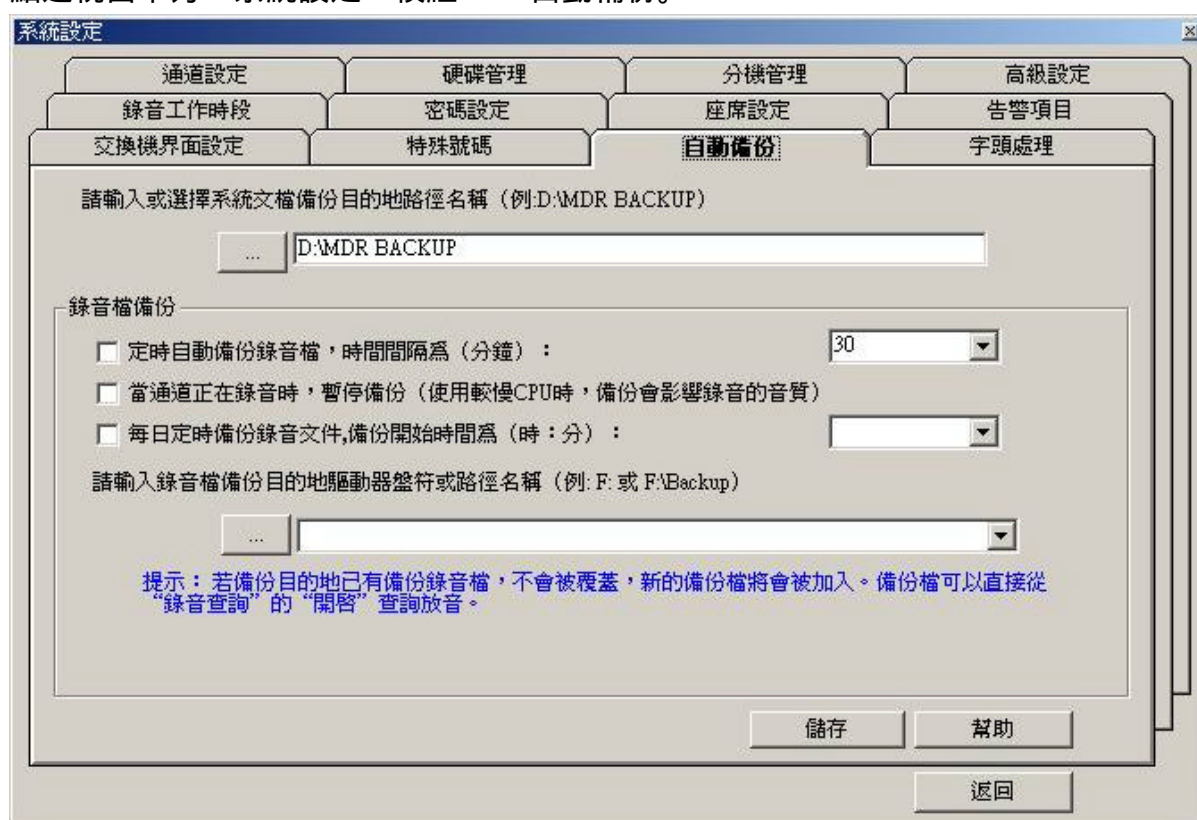 系統設定
通道設定 硬碟管理 分機管理 高級設定
錄音工作時段 密碼設定 座席設定 告警項目
交換機界面設定 特殊號碼 自動備份 字頭處理
請輸入或選擇系統文檔備份目的地路徑名稱（例:D:\MDR BACKUP）
... D:\MDR BACKUP
錄音檔備份
定時自動備份錄音檔，時間間隔爲（分鐘）： 30
當通道正在錄音時，暫停備份（使用較慢CPU時，備份會影響錄音的音質）
每日定時備份錄音文件,備份開始時間爲（時：分）：
請輸入錄音檔備份目的地驅動器盤符或路徑名稱（例: F: 或 F:\Backup）
...
提示：若備份目的地已有備份錄音檔，不會被覆蓋，新的備份檔將會被加入。備份檔可以直接從
“錄音查詢”的“開啓”查詢放音。
儲存 幫助
返回